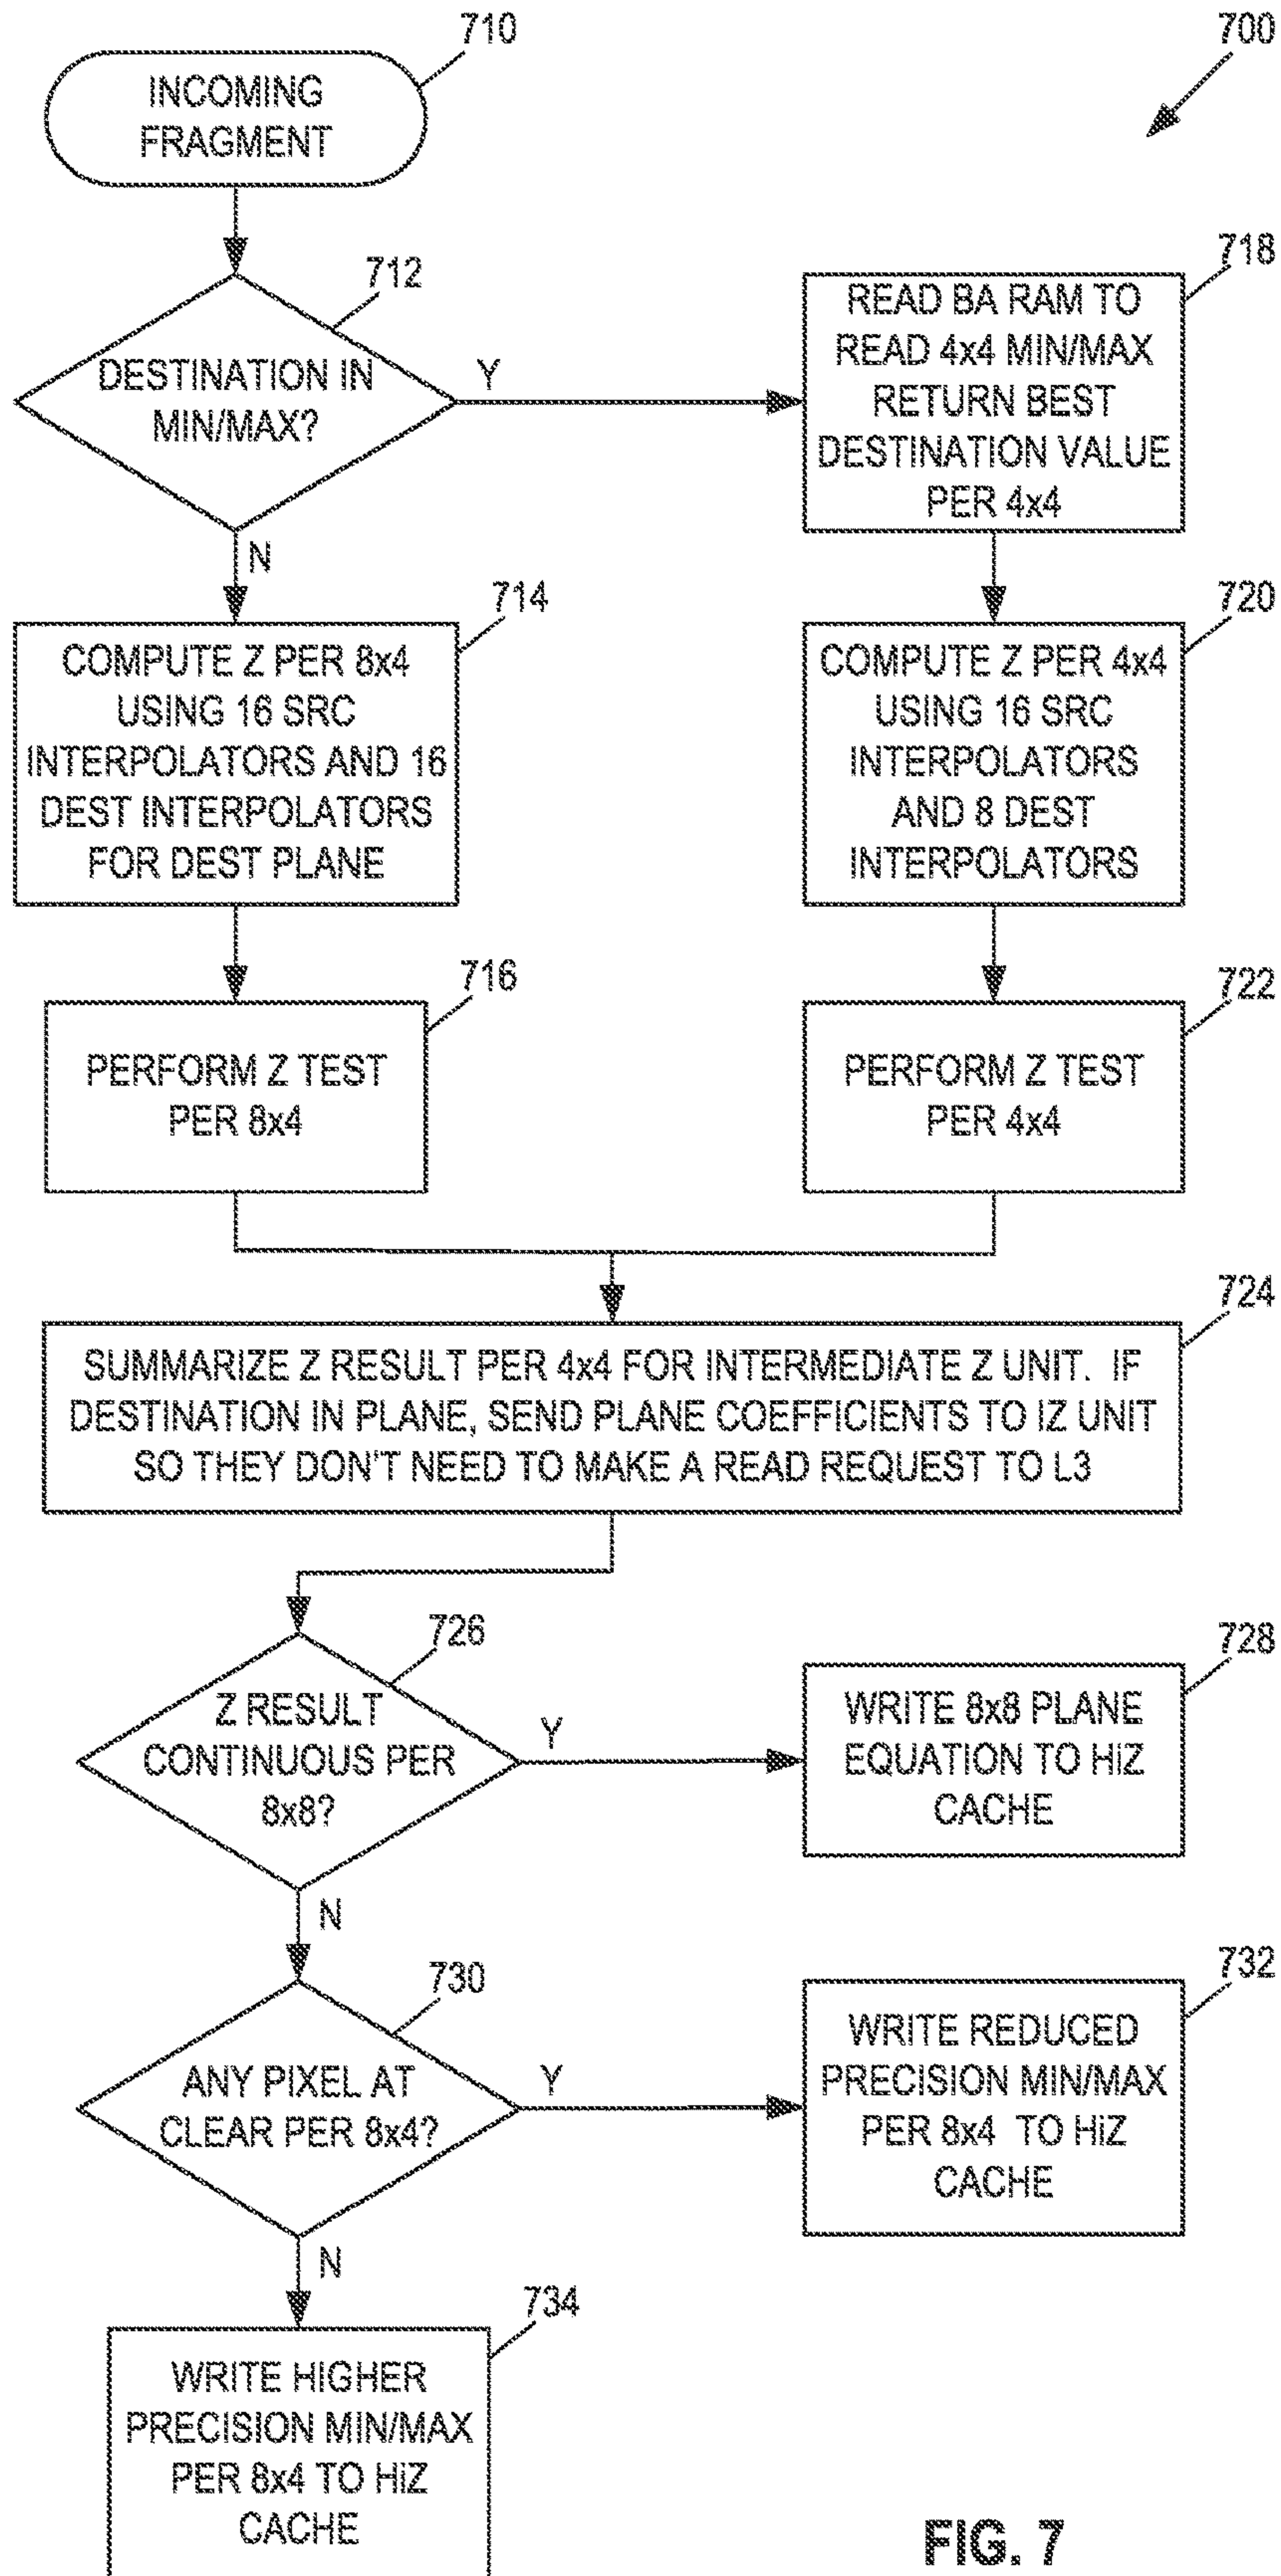 710
700
INCOMING
FRAGMENT
712
DESTINATION IN
MIN/MAX?
Y
N
718
READ BA RAM TO
READ 4x4 MIN/MAX
RETURN BEST
DESTINATION VALUE
PER 4x4
714
COMPUTE Z PER 8x4
USING 16 SRC
INTERPOLATORS AND 16
DEST INTERPOLATORS
FOR DEST PLANE
720
COMPUTE Z PER 4x4
USING 16 SRC
INTERPOLATORS
AND 8 DEST
INTERPOLATORS
716
PERFORM Z TEST
PER 8x4
722
PERFORM Z TEST
PER 4x4
724
SUMMARIZE Z RESULT PER 4x4 FOR INTERMEDIATE Z UNIT. IF
DESTINATION IN PLANE, SEND PLANE COEFFICIENTS TO IZ UNIT
SO THEY DON'T NEED TO MAKE A READ REQUEST TO L3
726
Z RESULT
CONTINUOUS PER
8x8?
Y
N
728
WRITE 8x8 PLANE
EQUATION TO HiZ
CACHE
730
ANY PIXEL AT
CLEAR PER 8x4?
Y
N
732
WRITE REDUCED
PRECISION MIN/MAX
PER 8x4 TO HiZ
CACHE
734
WRITE HIGHER
PRECISION MIN/MAX
PER 8x4 TO HiZ
CACHE
FIG. 7